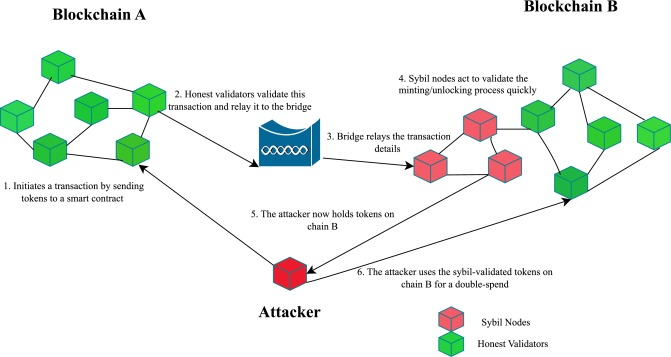 Blockchain A
Blockchain B
2. Honest validators validate this
transaction and relay it to the bridge
4. Sybil nodes act to validate the
minting/unlocking process quickly
3. Bridge relays the transaction
details
1. Initiates a transaction by sending
tokens to a smart contract
5. The attacker now holds tokens on
chain B
6. The attacker uses the sybil-validated tokens on
chain B for a double-spend
Attacker
Sybil Nodes
Honest Validators